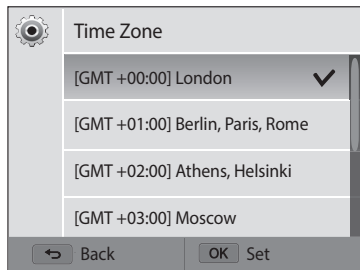 Time Zone
[GMT +00:00] London
[GMT +01:00] Berlin, Paris, Rome
[GMT +02:00] Athens, Helsinki
[GMT +03:00] Moscow
Back OK Set